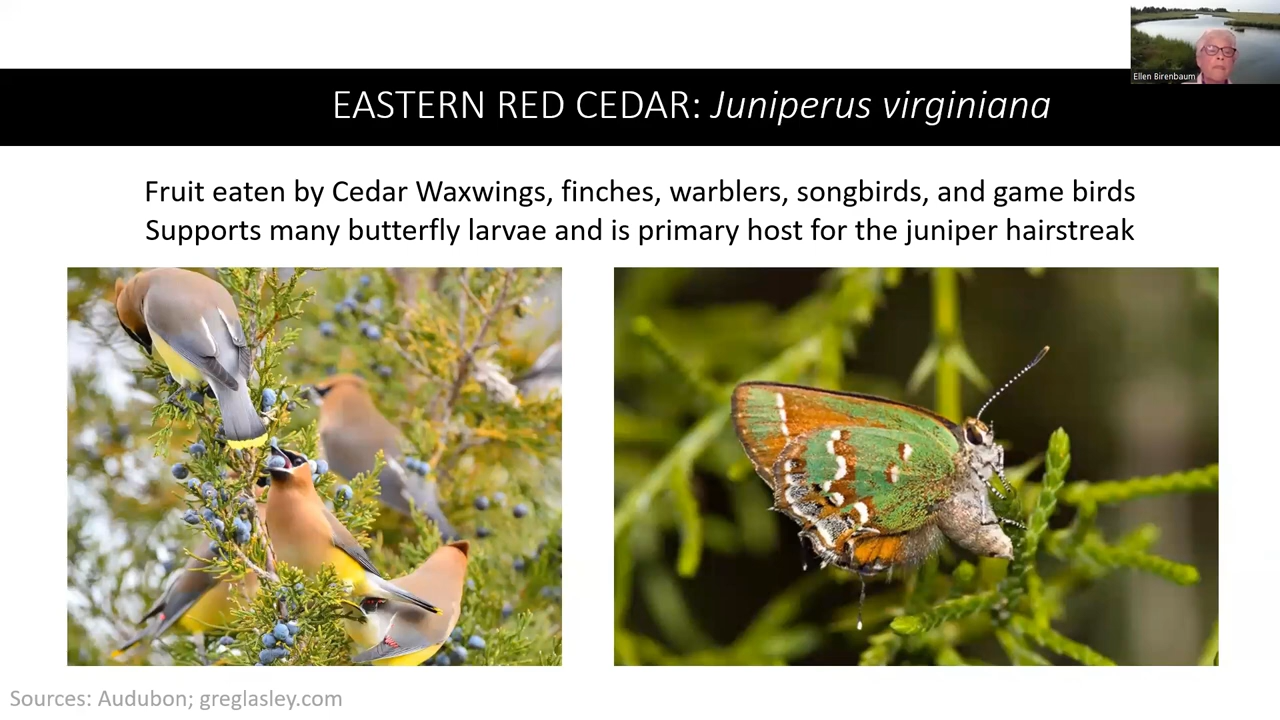 Ellen Birenbaum
EASTERN RED CEDAR: Juniperus virginiana
Fruit eaten by Cedar Waxwings, finches, warblers, songbirds, and game birds
Supports many butterfly larvae and is primary host for the juniper hairstreak
Sources: Audubon; greglasley.com